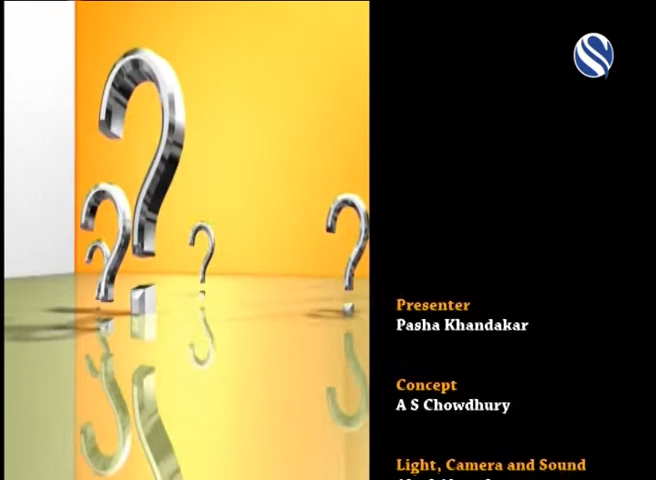 Presenter
Pasha Khandakar
Concept
A S Chowdhury
Light, Camera and Sound